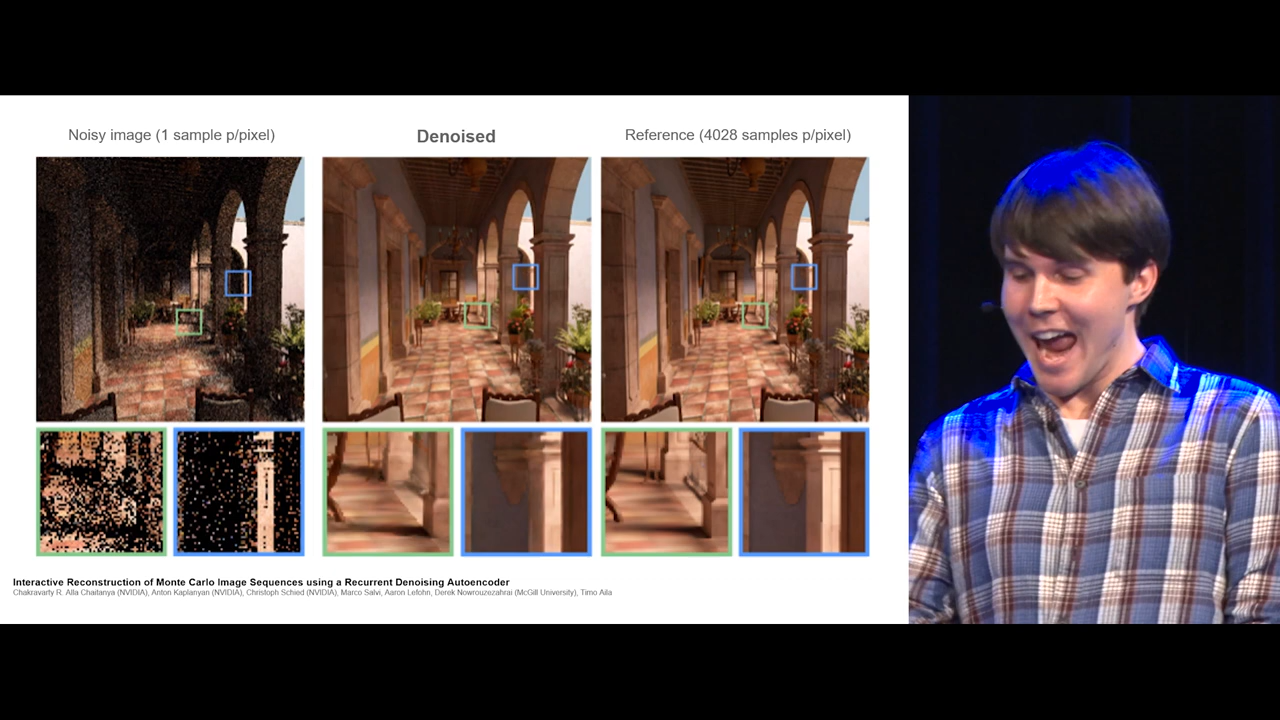 Noisy image (1 sample p/pixel)
Denoised
Reference (4028 samples p/pixel)
Interactive Reconstruction of Monte Carlo Image Sequences using a Recurrent Denoising Autoencoder
Chakravarty R. Alla Chaitanya (NVIDIA), Anton Kaplanyan (NVIDIA), Christoph Schied (NVIDIA), Marco Salvi, Aaron Lefohn, Derek Nowrouzezahrai (McGill University), Timo Aila